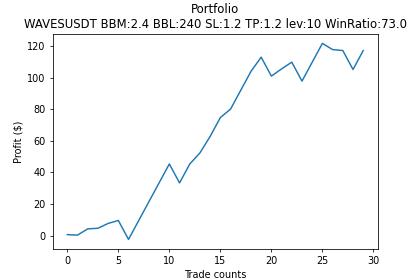 Portfolio
WAVESUSDT BBM:2.4 BBL:240 SL:1.2 TP:1.2 lev:10 WinRatio:73.0
120
100
80
60
40
20
0
Profit ($)
0 5 10 15 20 25 30
Trade counts